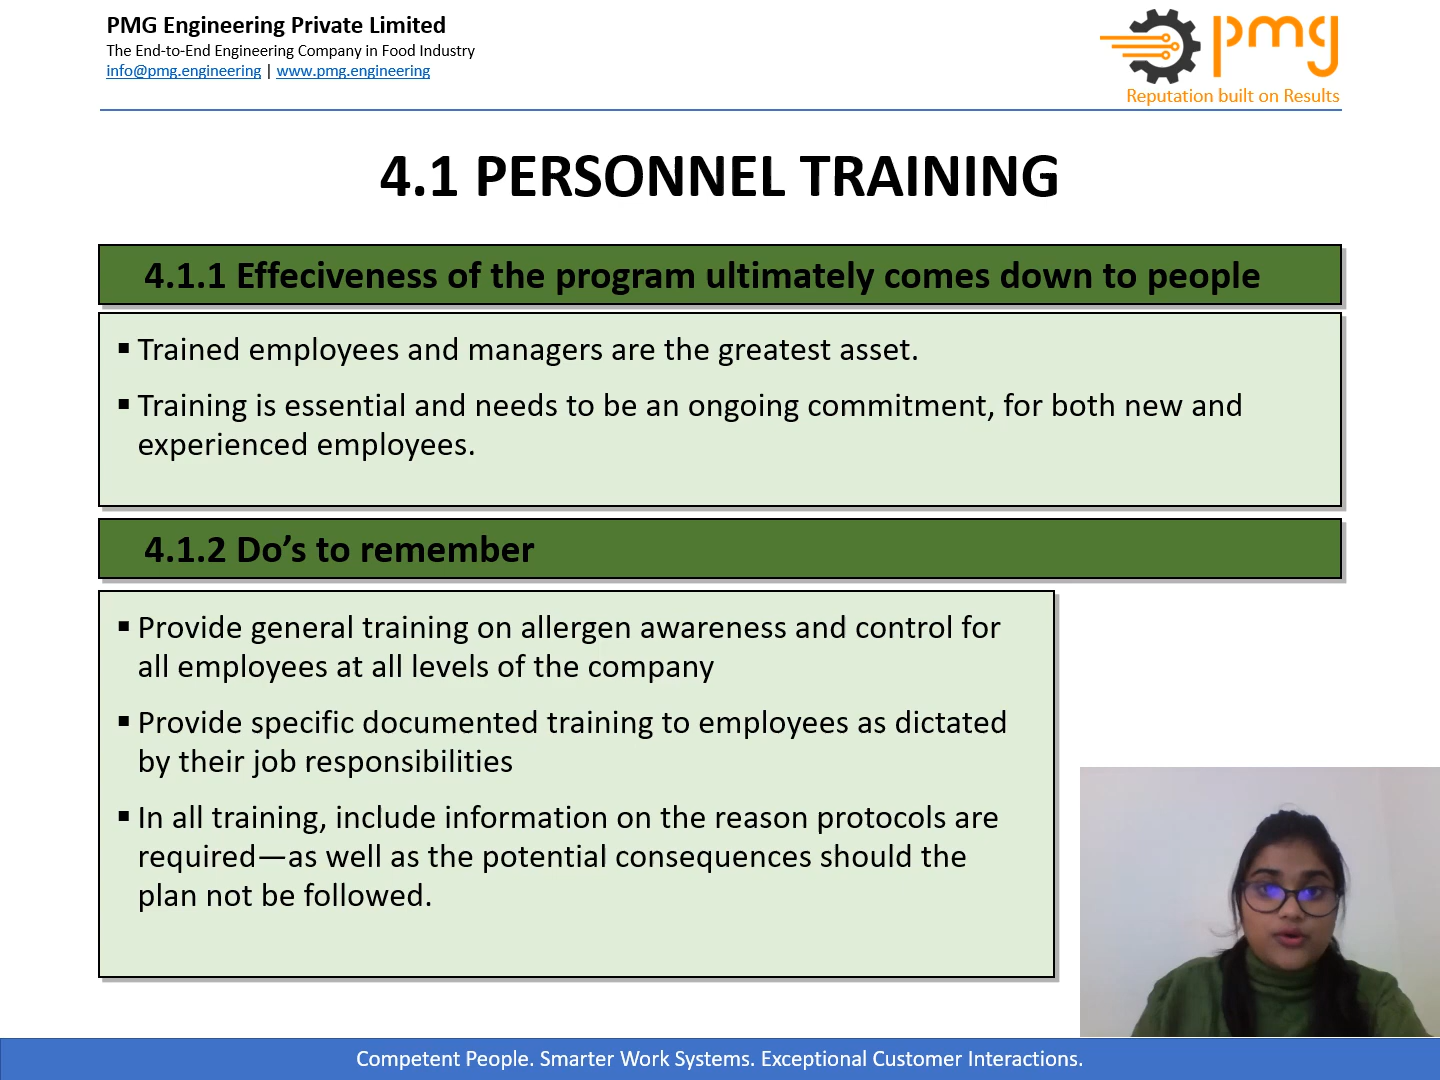 PMG Engineering Private Limited
The End-to-End Engineering Company in Food Industry
info@pmg.engineering | www.pmg.engineering
pmg
Reputation built on Results
4.1 PERSONNEL TRAINING
4.1.1 Effeciveness of the program ultimately comes down to people
▪ Trained employees and managers are the greatest asset.
▪ Training is essential and needs to be an ongoing commitment, for both new and
experienced employees.
4.1.2 Do’s to remember
▪ Provide general training on allergen awareness and control for
all employees at all levels of the company
▪ Provide specific documented training to employees as dictated
by their job responsibilities
▪ In all training, include information on the reason protocols are
required—as well as the potential consequences should the
plan not be followed.
Competent People. Smarter Work Systems. Exceptional Customer Interactions.